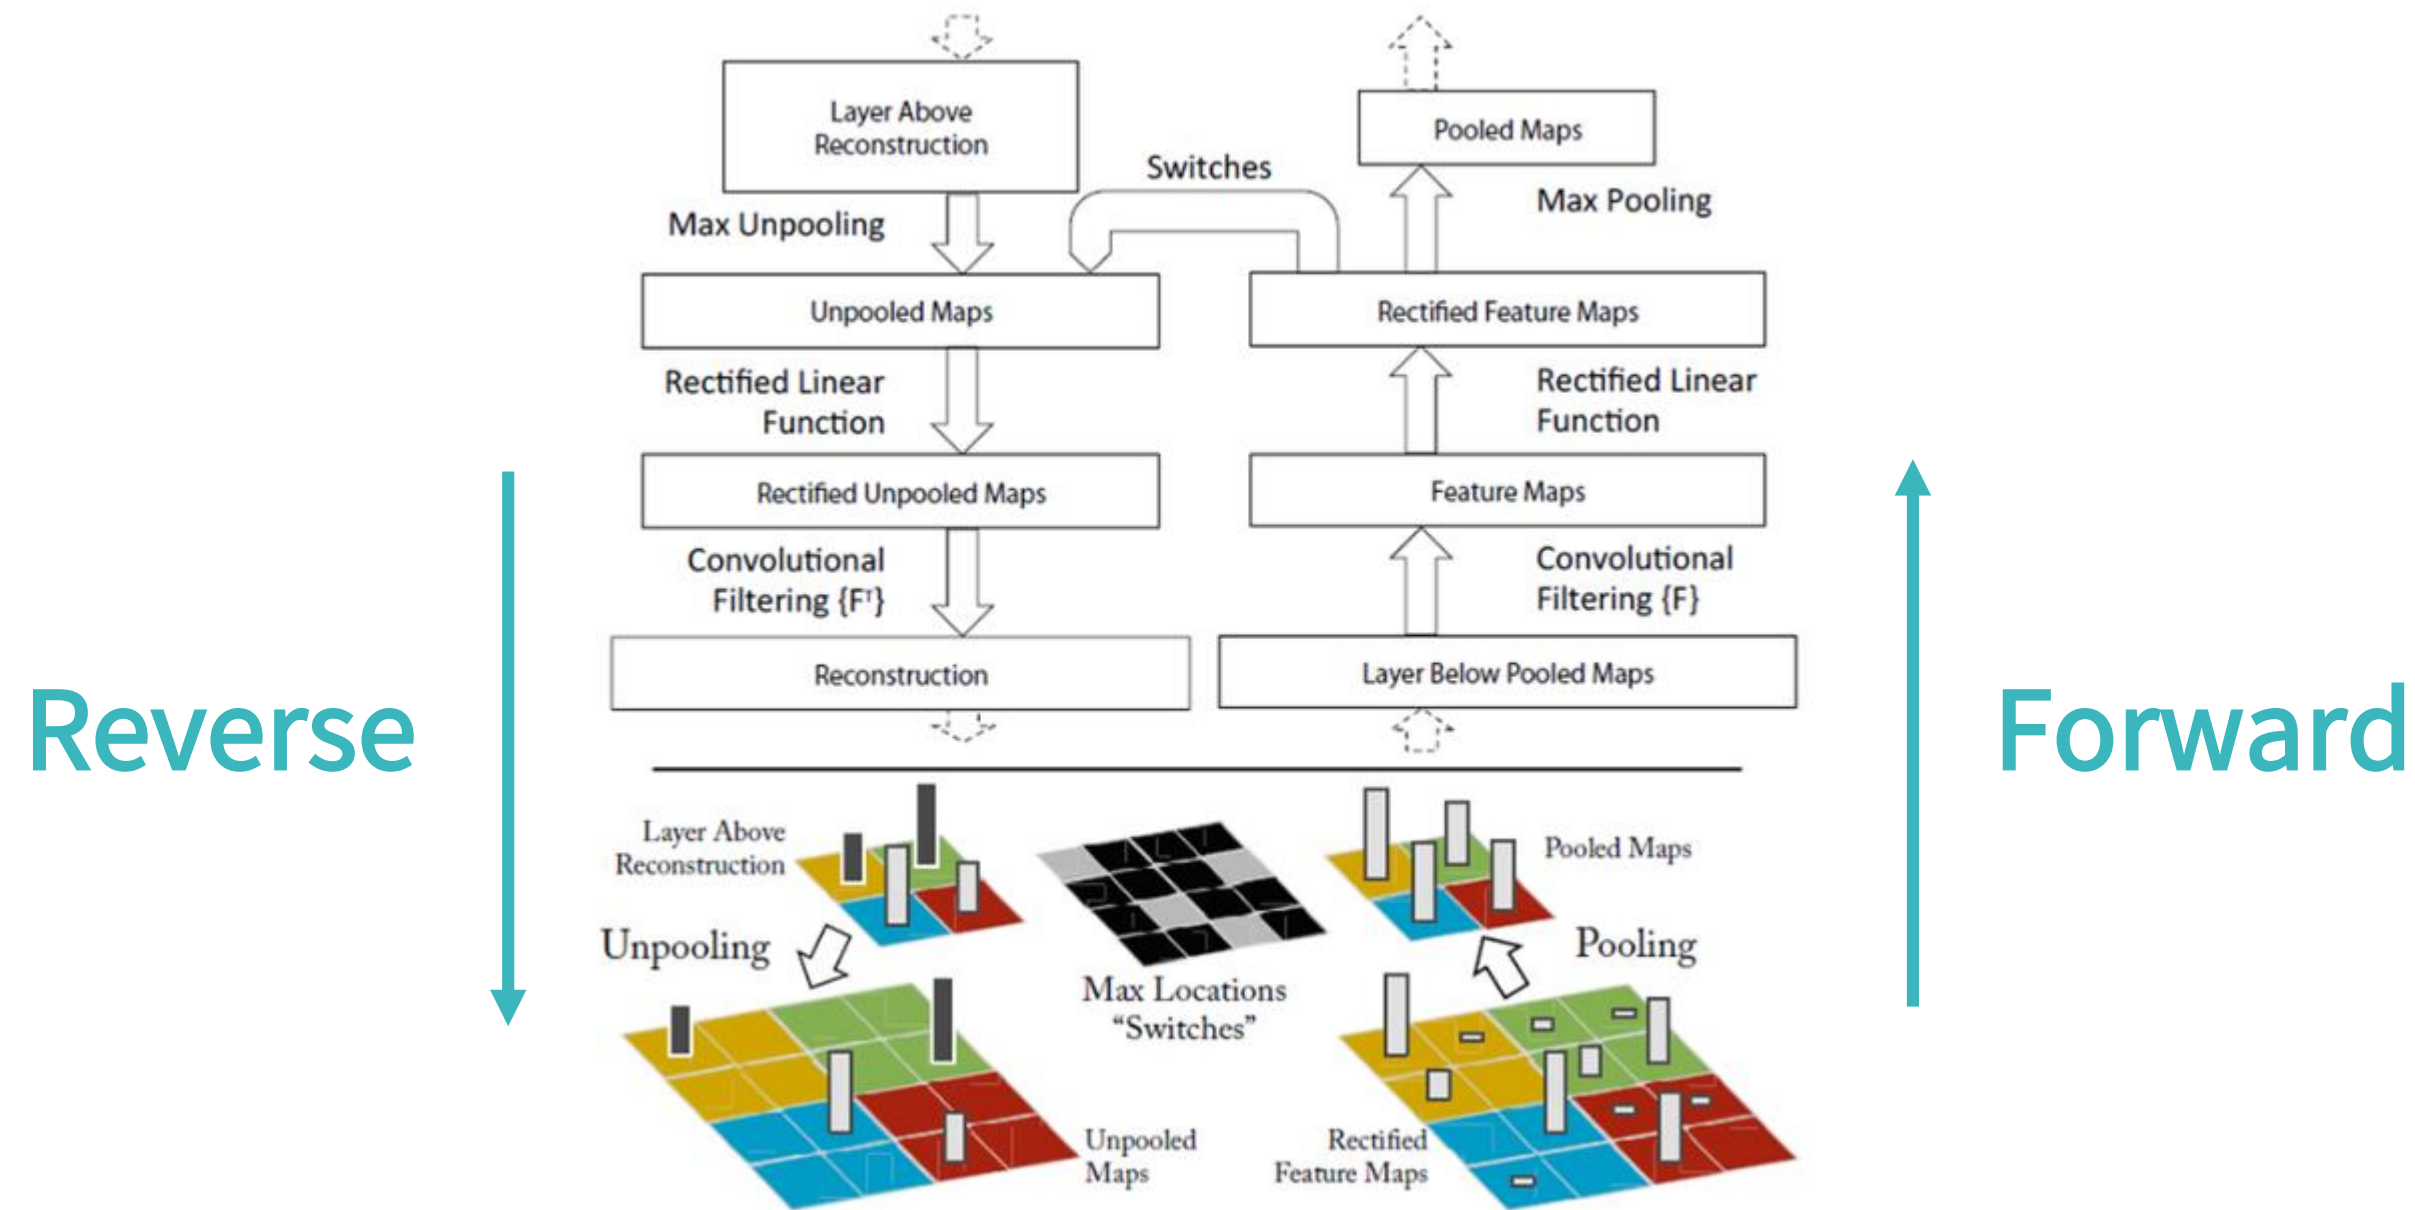 Layer Above
Reconstruction
Pooled Maps
Switches
Max Unpooling
Max Pooling
Unpooled Maps
Rectified Feature Maps
Rectified Linear
Function
Rectified Linear
Function
Rectified Unpooled Maps
Feature Maps
Convolutional
Filtering {Fᵀ}
Convolutional
Filtering {F}
Reconstruction
Layer Below Pooled Maps
Reverse
Forward
Layer Above
Reconstruction
Pooled Maps
Unpooling
Pooling
Max Locations
“Switches”
Unpooled
Maps
Rectified
Feature Maps